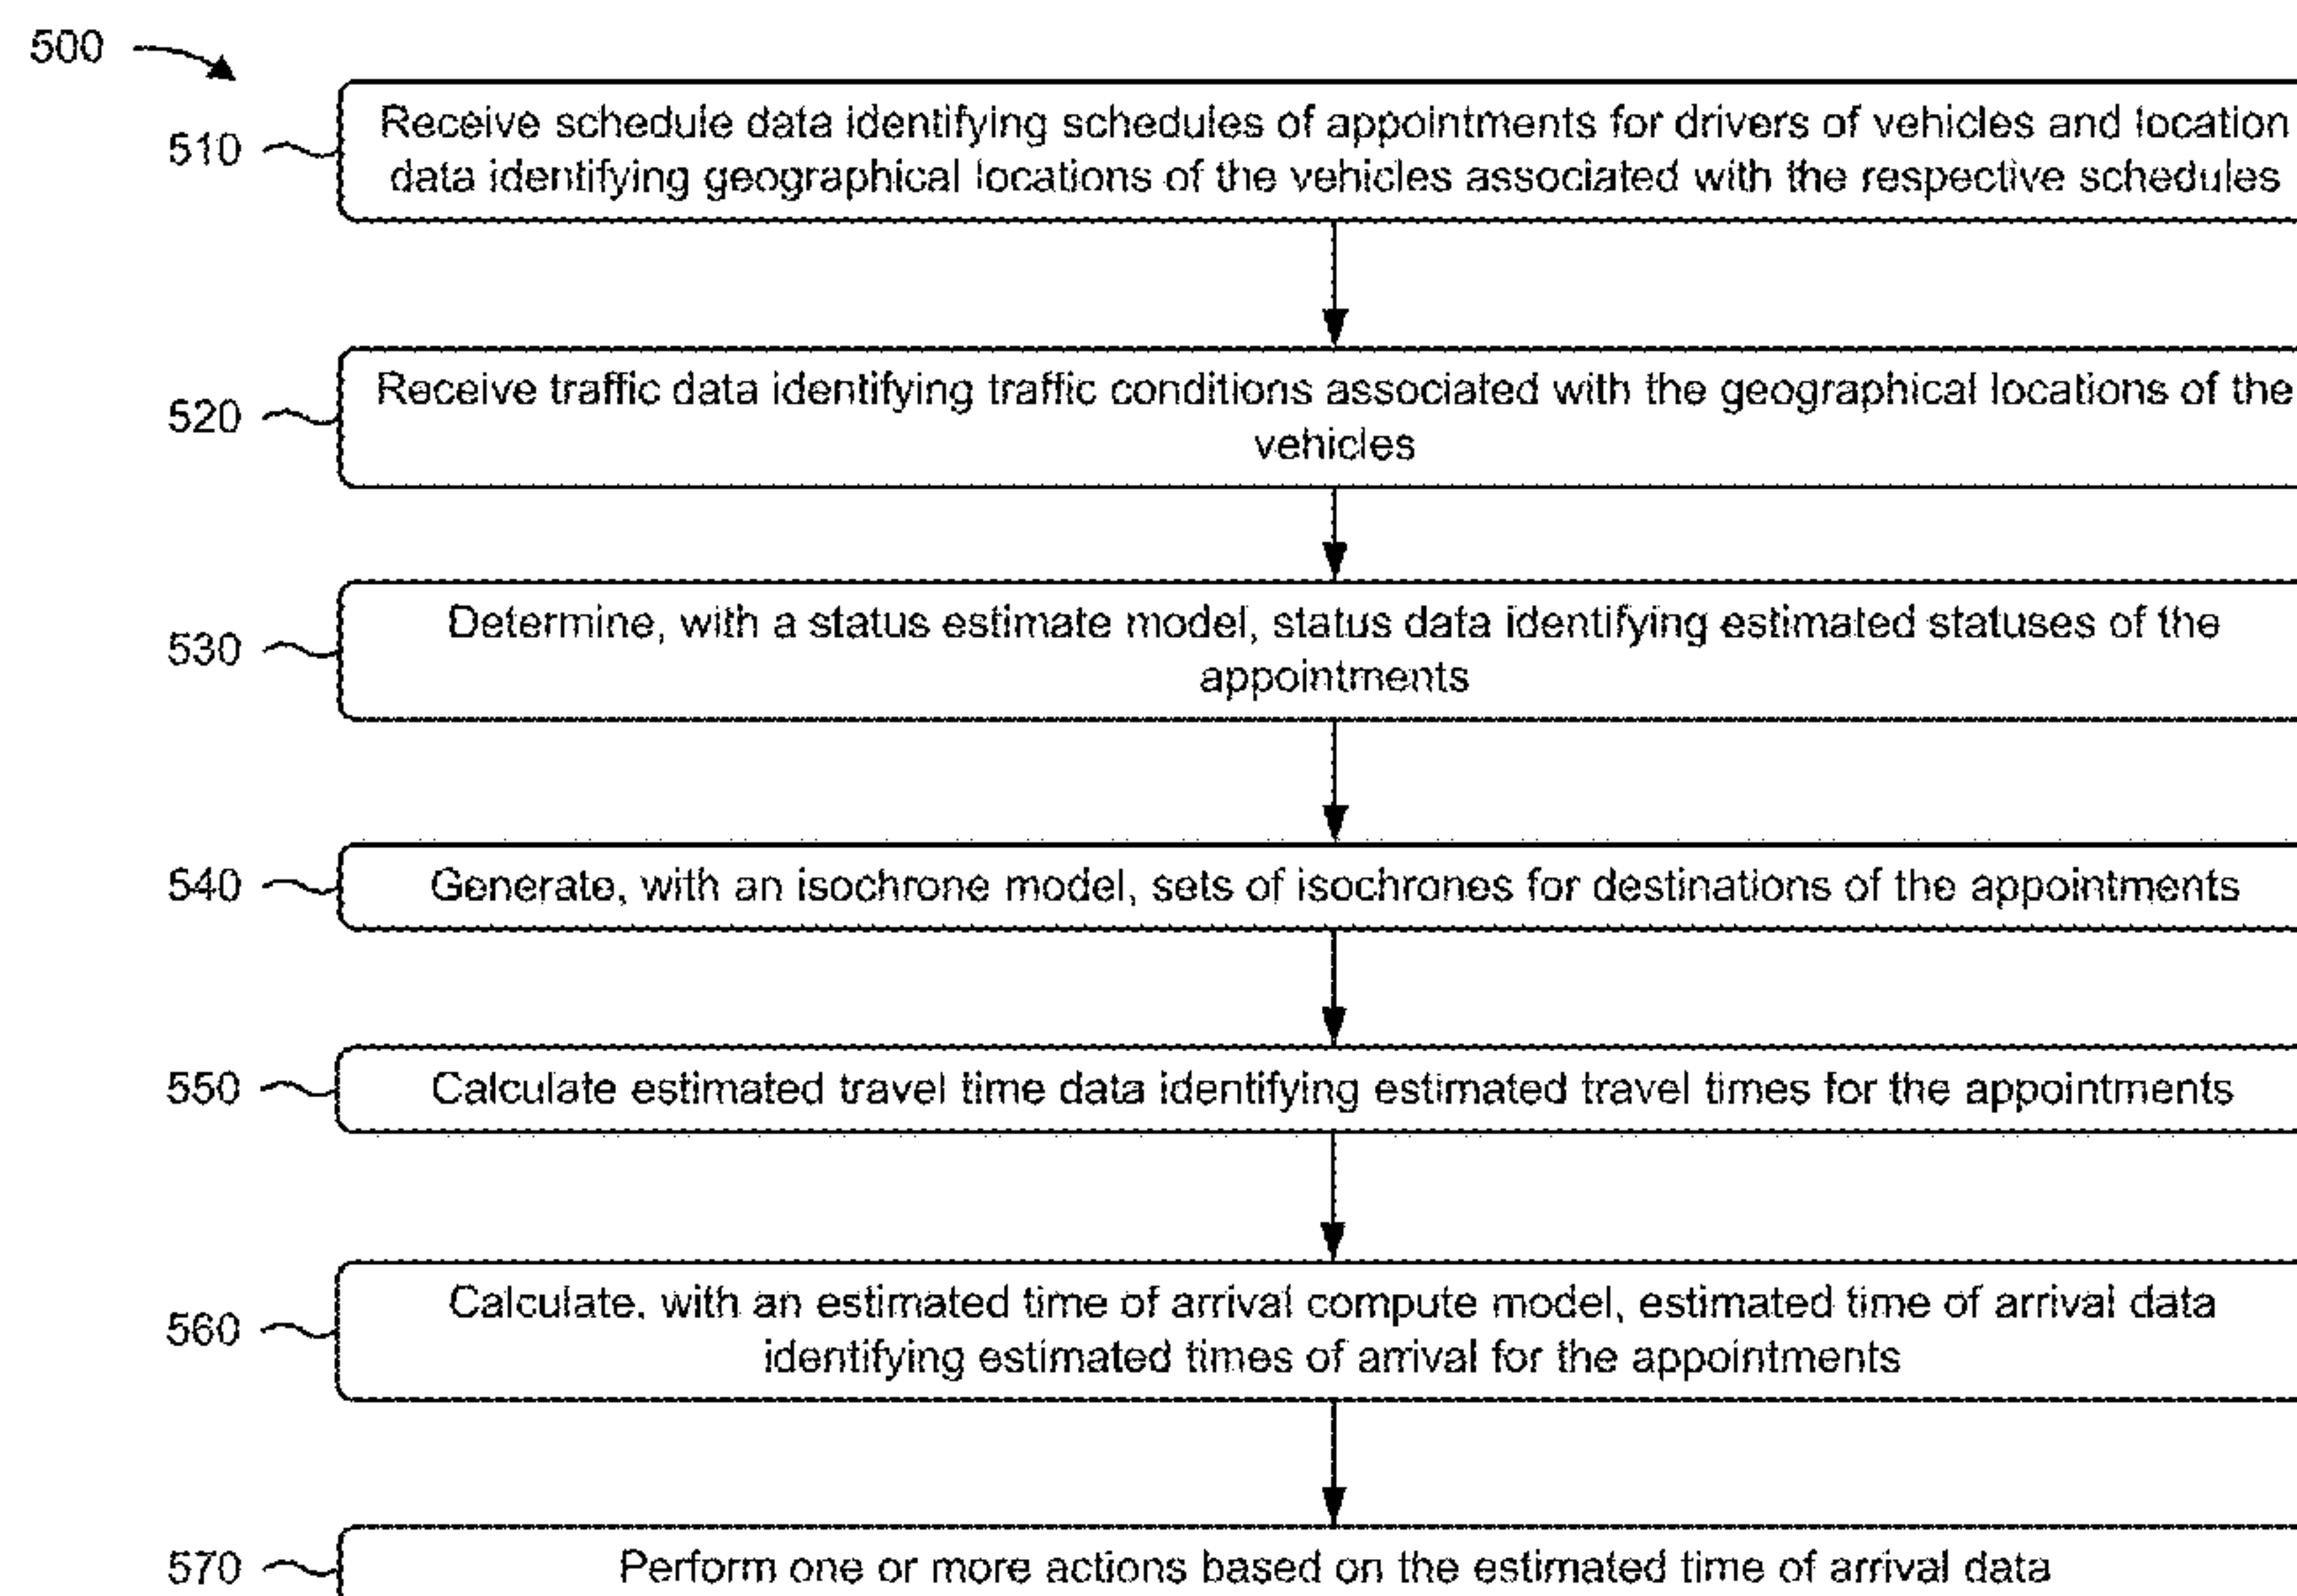 500
510
Receive schedule data identifying schedules of appointments for drivers of vehicles and location
data identifying geographical locations of the vehicles associated with the respective schedules
520
Receive traffic data identifying traffic conditions associated with the geographical locations of the
vehicles
530
Determine, with a status estimate model, status data identifying estimated statuses of the
appointments
540
Generate, with an isochrone model, sets of isochrones for destinations of the appointments
550
Calculate estimated travel time data identifying estimated travel times for the appointments
560
Calculate, with an estimated time of arrival compute model, estimated time of arrival data
identifying estimated times of arrival for the appointments
570
Perform one or more actions based on the estimated time of arrival data